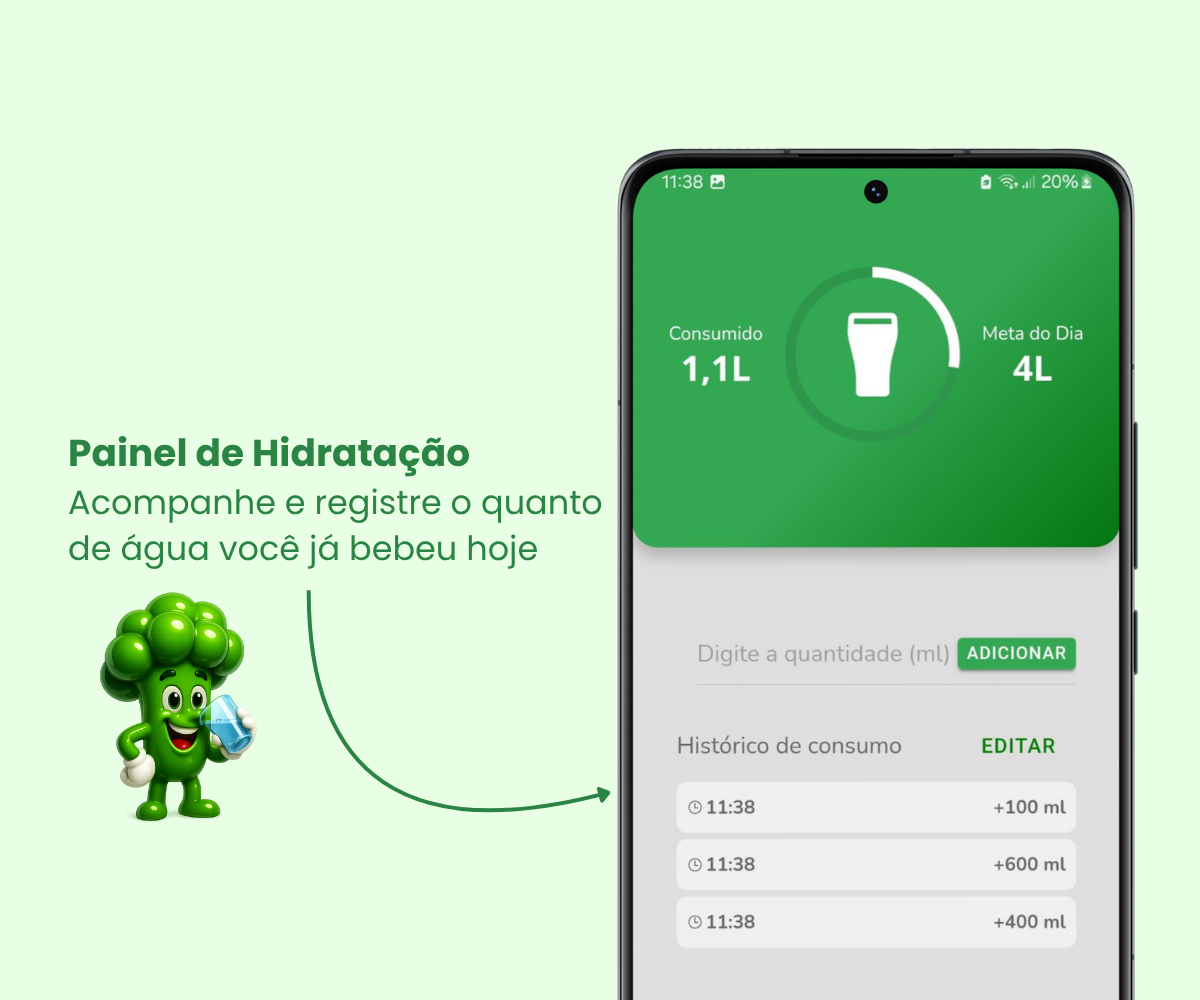 11:38
20%
Consumido
1,1L
Meta do Dia
4L
Painel de Hidratação
Acompanhe e registre o quanto
de água você já bebeu hoje
Digite a quantidade (ml)
ADICIONAR
Histórico de consumo
EDITAR
11:38 +100 ml
11:38 +600 ml
11:38 +400 ml